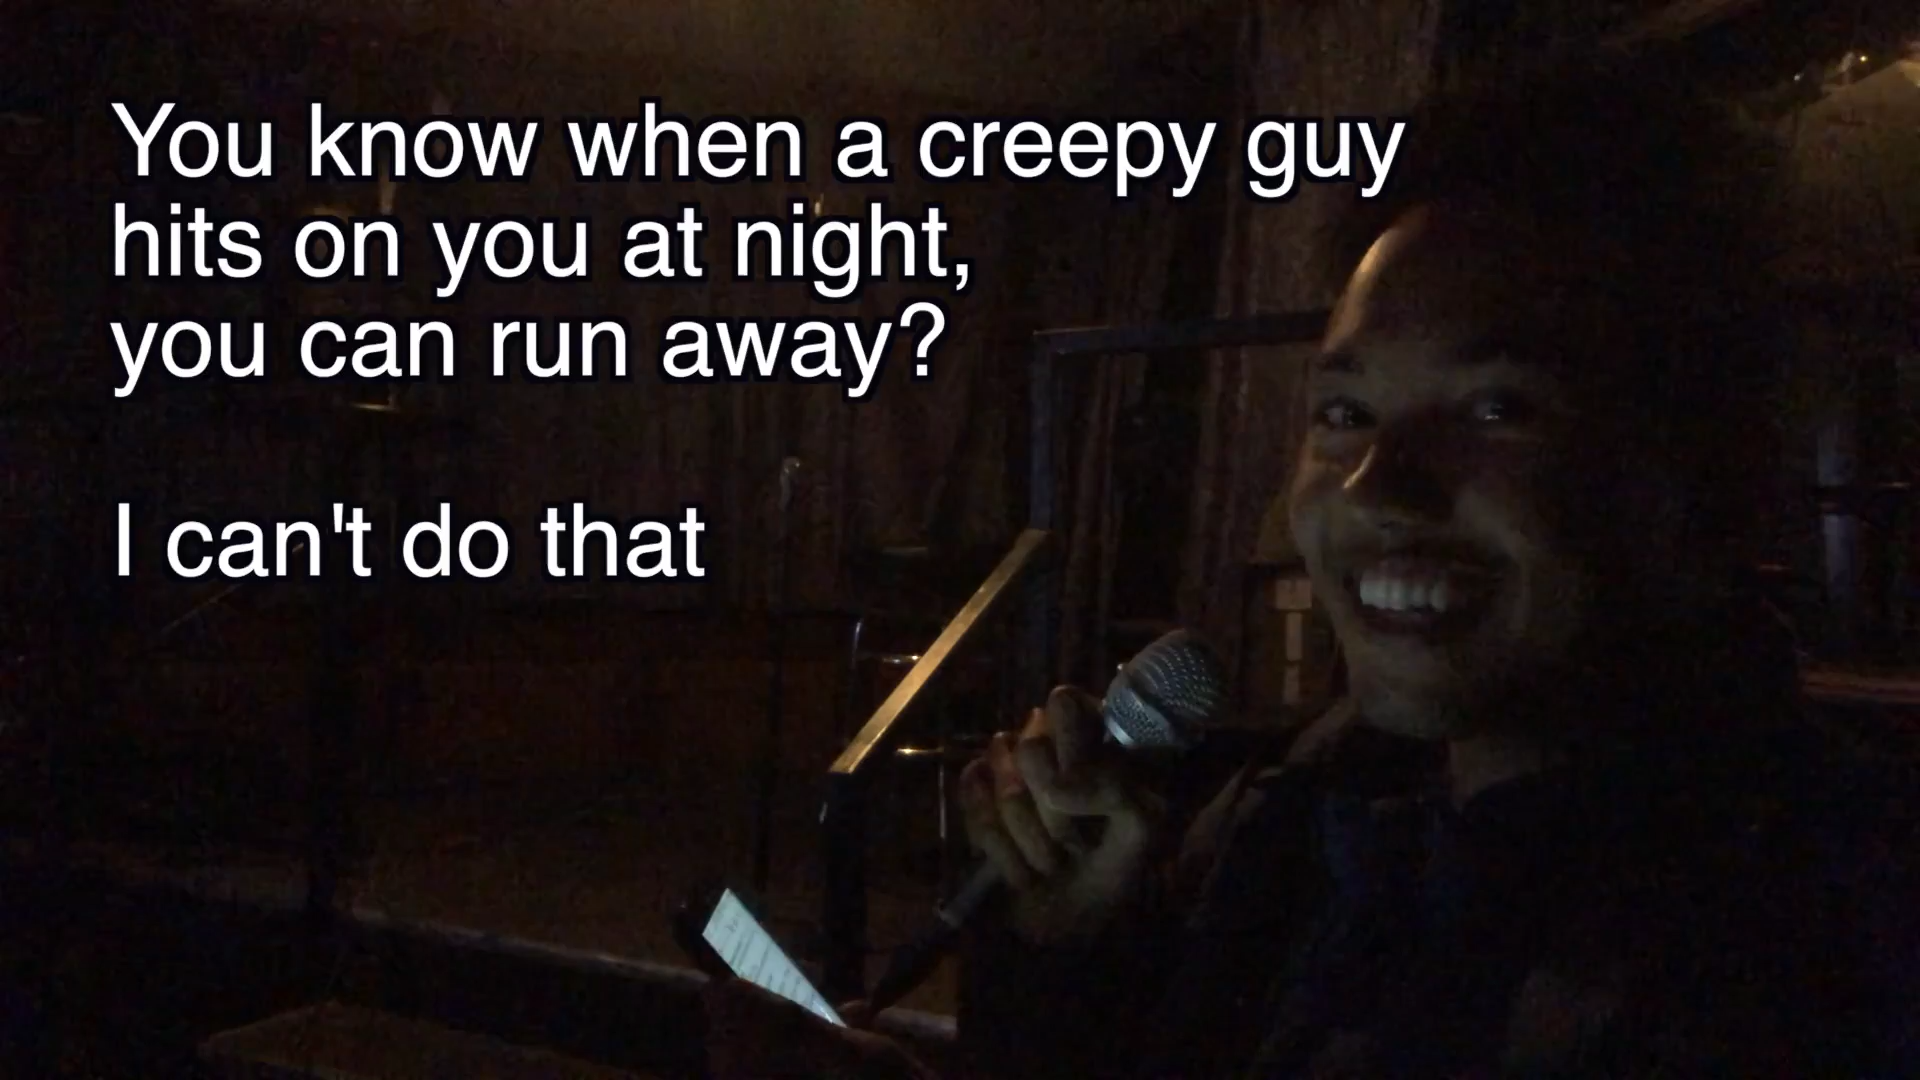 You know when a creepy guy
hits on you at night,
you can run away?
I can't do that